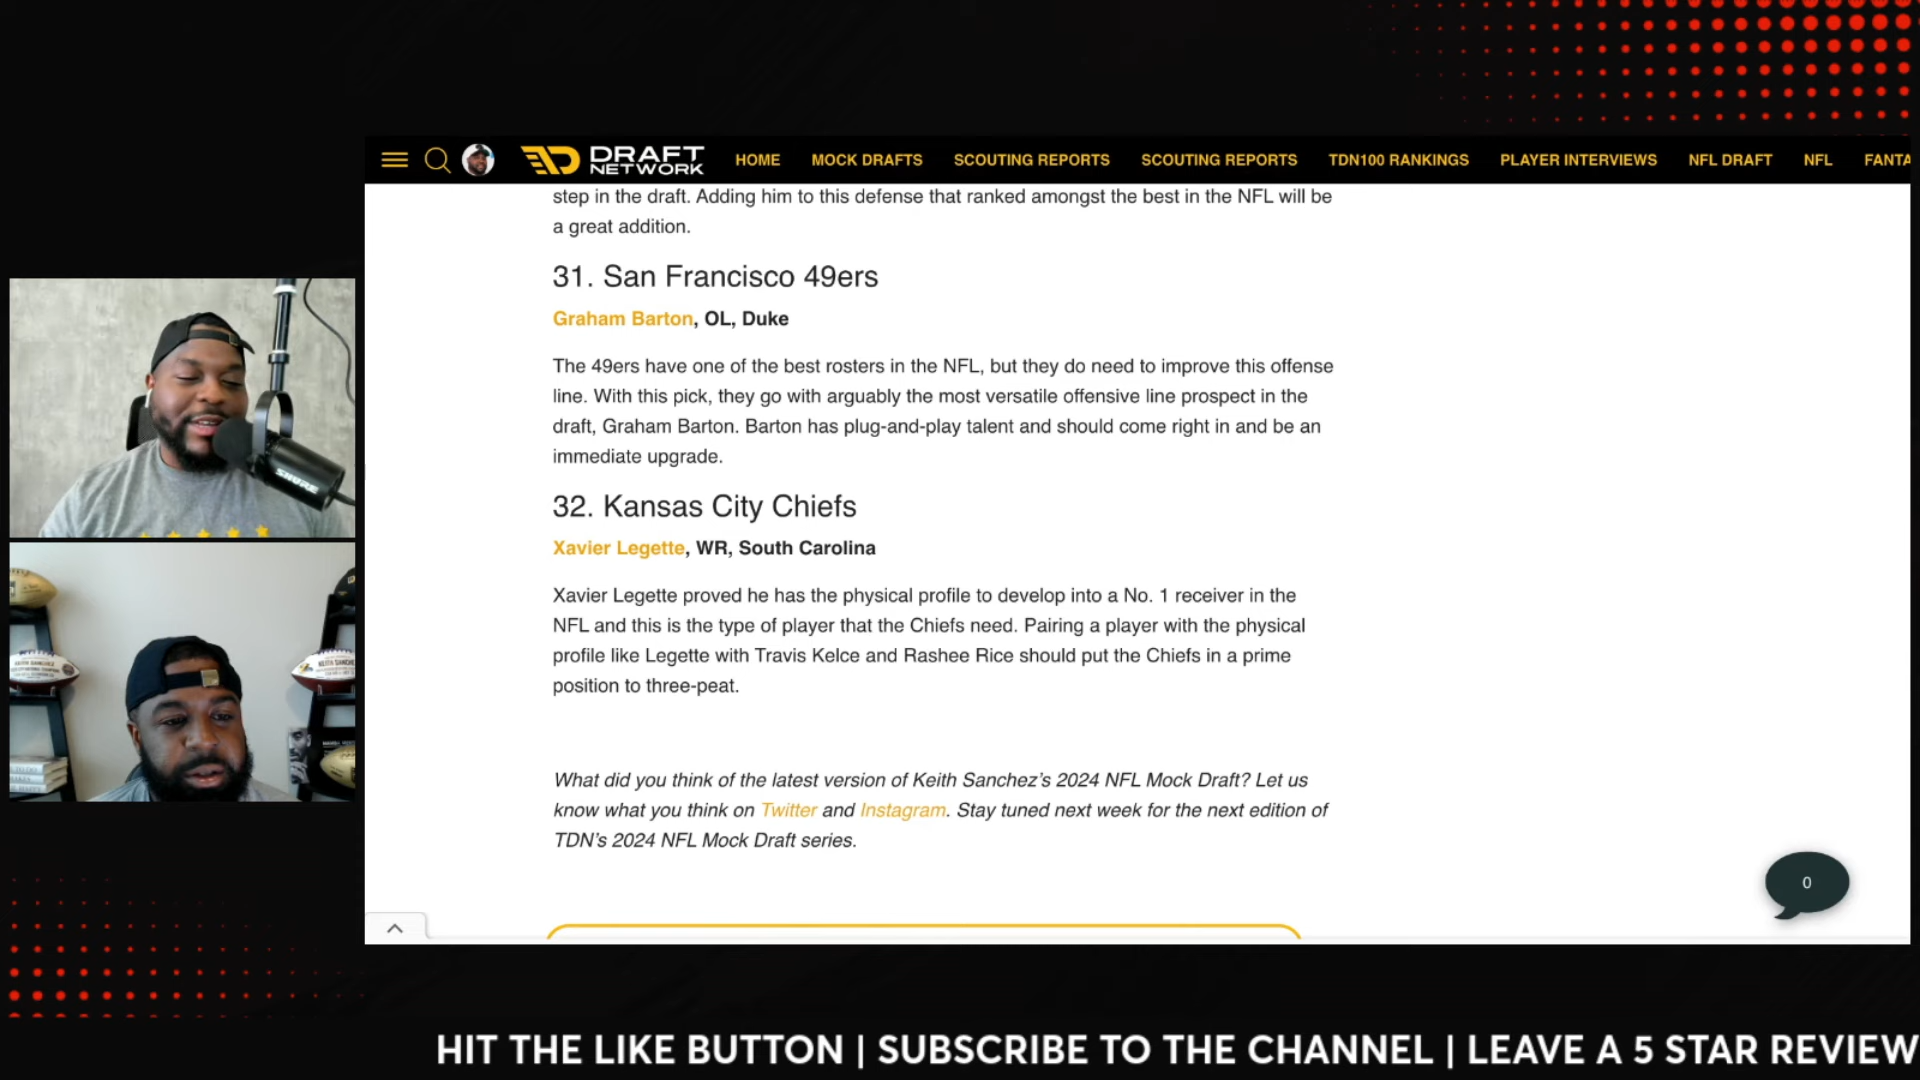 DRAFT
NETWORK
HOME MOCK DRAFTS SCOUTING REPORTS SCOUTING REPORTS TDN100 RANKINGS PLAYER INTERVIEWS NFL DRAFT NFL FANTA
step in the draft. Adding him to this defense that ranked amongst the best in the NFL will be
a great addition.
31. San Francisco 49ers
Graham Barton, OL, Duke
The 49ers have one of the best rosters in the NFL, but they do need to improve this offense
line. With this pick, they go with arguably the most versatile offensive line prospect in the
draft, Graham Barton. Barton has plug-and-play talent and should come right in and be an
immediate upgrade.
32. Kansas City Chiefs
Xavier Legette, WR, South Carolina
Xavier Legette proved he has the physical profile to develop into a No. 1 receiver in the
NFL and this is the type of player that the Chiefs need. Pairing a player with the physical
profile like Legette with Travis Kelce and Rashee Rice should put the Chiefs in a prime
position to three-peat.
What did you think of the latest version of Keith Sanchez's 2024 NFL Mock Draft? Let us
know what you think on Twitter and Instagram. Stay tuned next week for the next edition of
TDN's 2024 NFL Mock Draft series.
0
SHURE
KEITH SANCHEZ
HIT THE LIKE BUTTON | SUBSCRIBE TO THE CHANNEL | LEAVE A 5 STAR REVIEW